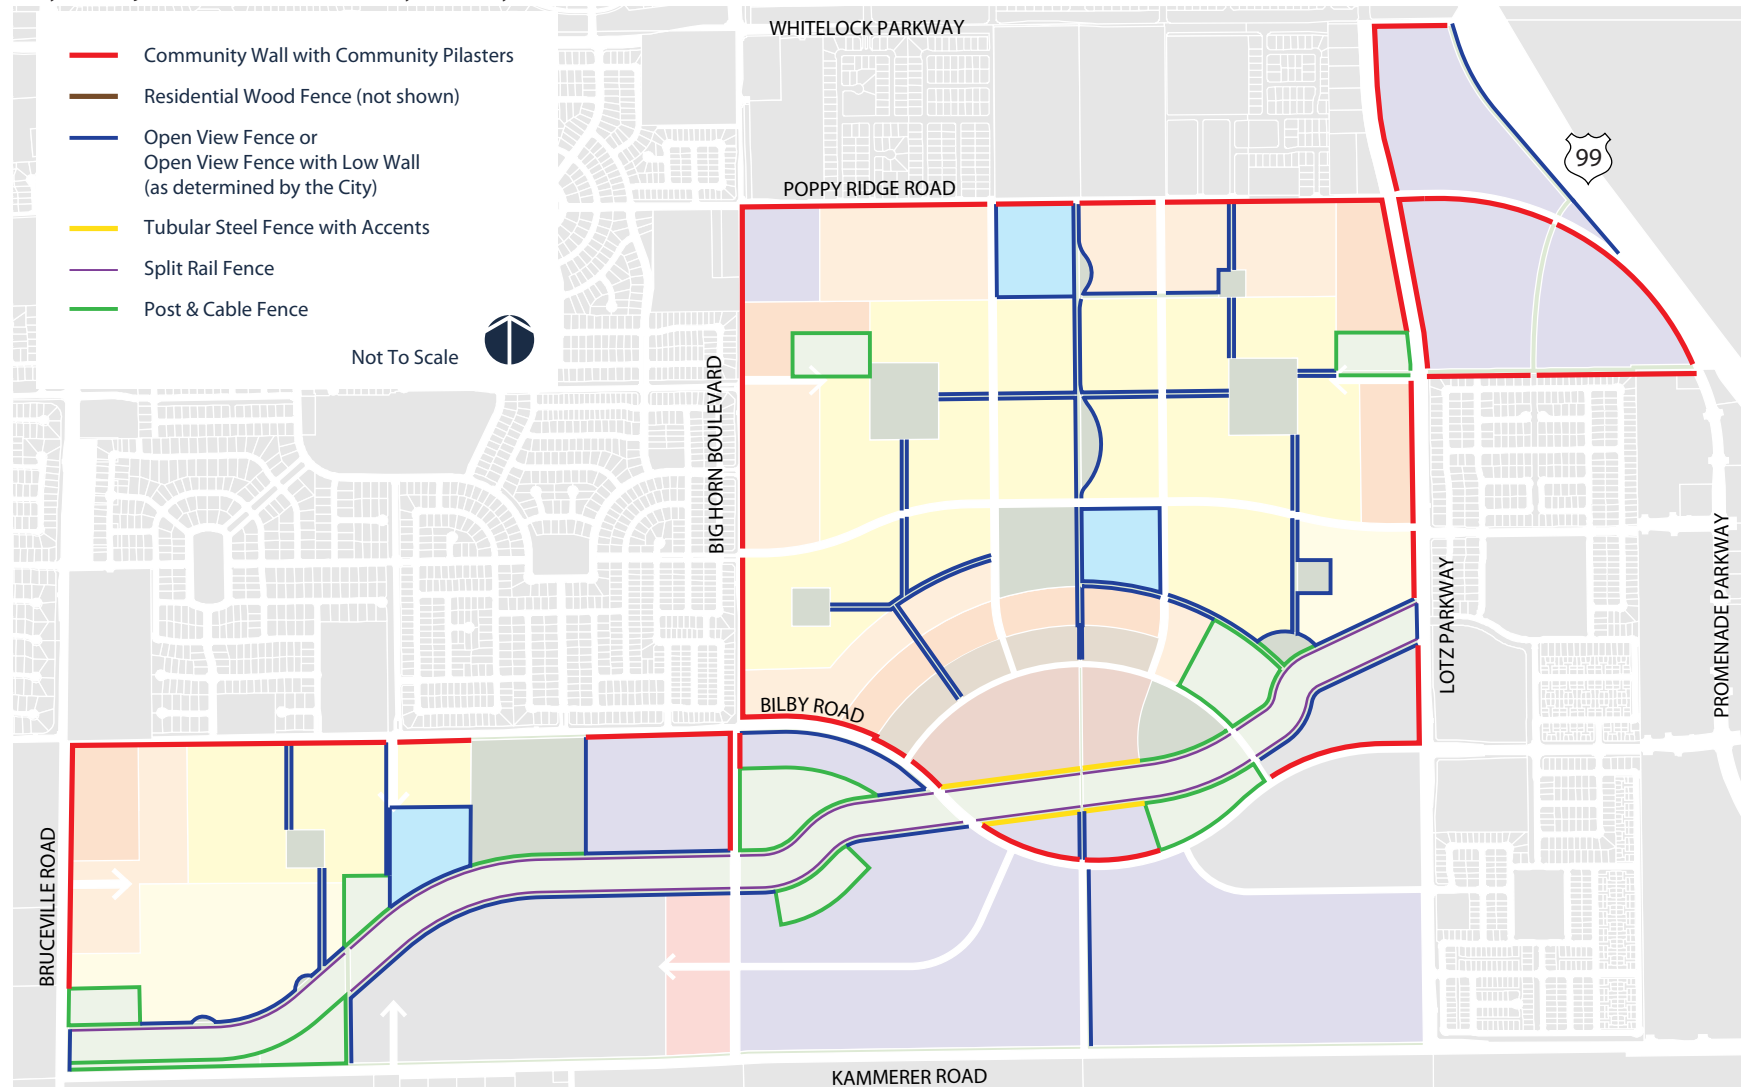 WHITELOCK PARKWAY
Community Wall with Community Pilasters
Residential Wood Fence (not shown)
Open View Fence or
Open View Fence with Low Wall
(as determined by the City)
Tubular Steel Fence with Accents
Split Rail Fence
Post & Cable Fence
Not To Scale
99
POPPY RIDGE ROAD
BIG HORN BOULEVARD
BILBY ROAD
LOTZ PARKWAY
PROMENADE PARKWAY
BRUCEVILLE ROAD
KAMMERER ROAD